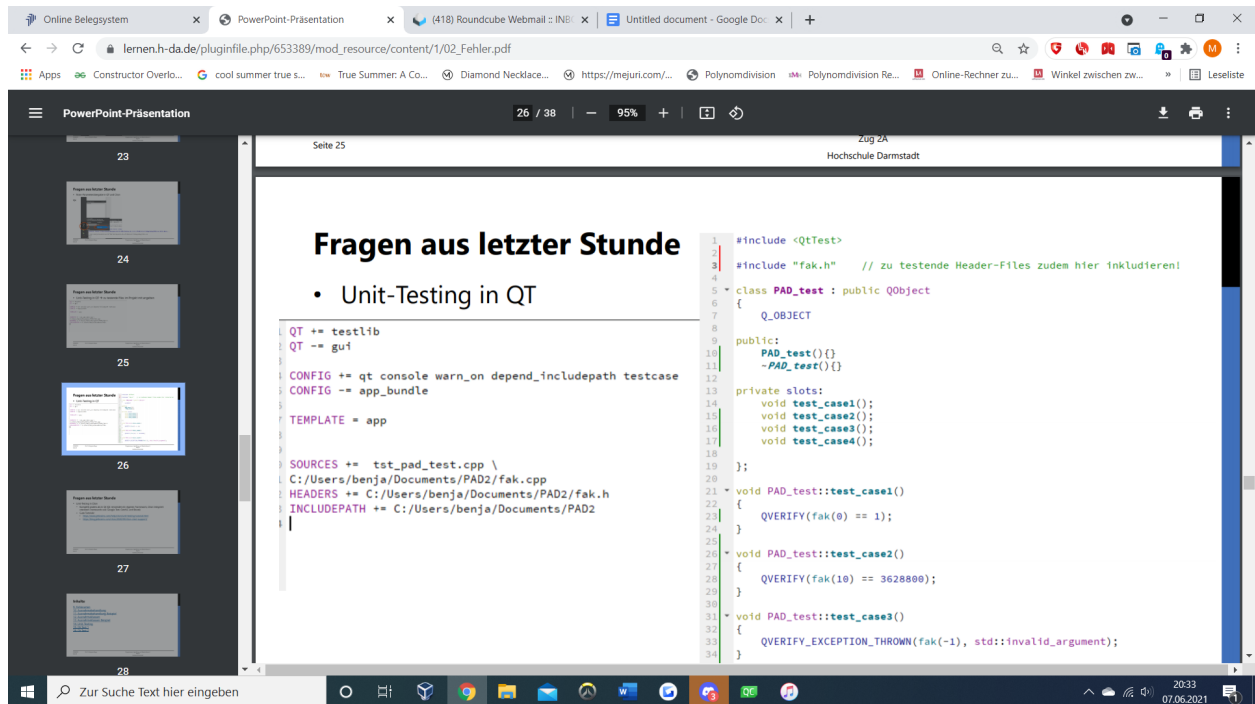 Online Belegsystem
PowerPoint-Präsentation
(418) Roundcube Webmail :: INB
Untitled document - Google Doc
lernen.h-da.de/pluginfile.php/653389/mod_resource/content/1/02_Fehler.pdf
M
Apps
Constructor Overlo...
cool summer true s...
True Summer: A Co...
Diamond Necklace...
https://mejuri.com/...
Polynomdivision
Polynomdivision Re...
Online-Rechner zu...
Winkel zwischen zw...
»
Leseliste
PowerPoint-Präsentation
26 / 38
95%
23
24
25
26
27
28
Seite 25
Zug 2A
Hochschule Darmstadt
Fragen aus letzter Stunde
• Unit-Testing in QT
QT += testlib
QT -= gui
CONFIG += qt console warn_on depend_includepath testcase
CONFIG -= app_bundle
TEMPLATE = app
SOURCES += tst_pad_test.cpp \
C:/Users/benja/Documents/PAD2/fak.cpp
HEADERS += C:/Users/benja/Documents/PAD2/fak.h
INCLUDEPATH += C:/Users/benja/Documents/PAD2
1 #include <QtTest>
2
3 #include "fak.h" // zu testende Header-Files zudem hier inkludieren!
4
5 class PAD_test : public QObject
6 {
7 Q_OBJECT
8
9 public:
10 PAD_test(){}
11 ~PAD_test(){}
12
13 private slots:
14 void test_case1();
15 void test_case2();
16 void test_case3();
17 void test_case4();
18
19 };
20
21 void PAD_test::test_case1()
22 {
23 QVERIFY(fak(0) == 1);
24 }
25
26 void PAD_test::test_case2()
27 {
28 QVERIFY(fak(10) == 3628800);
29 }
30
31 void PAD_test::test_case3()
32 {
33 QVERIFY_EXCEPTION_THROWN(fak(-1), std::invalid_argument);
34 }
Zur Suche Text hier eingeben
20:33
07.06.2021